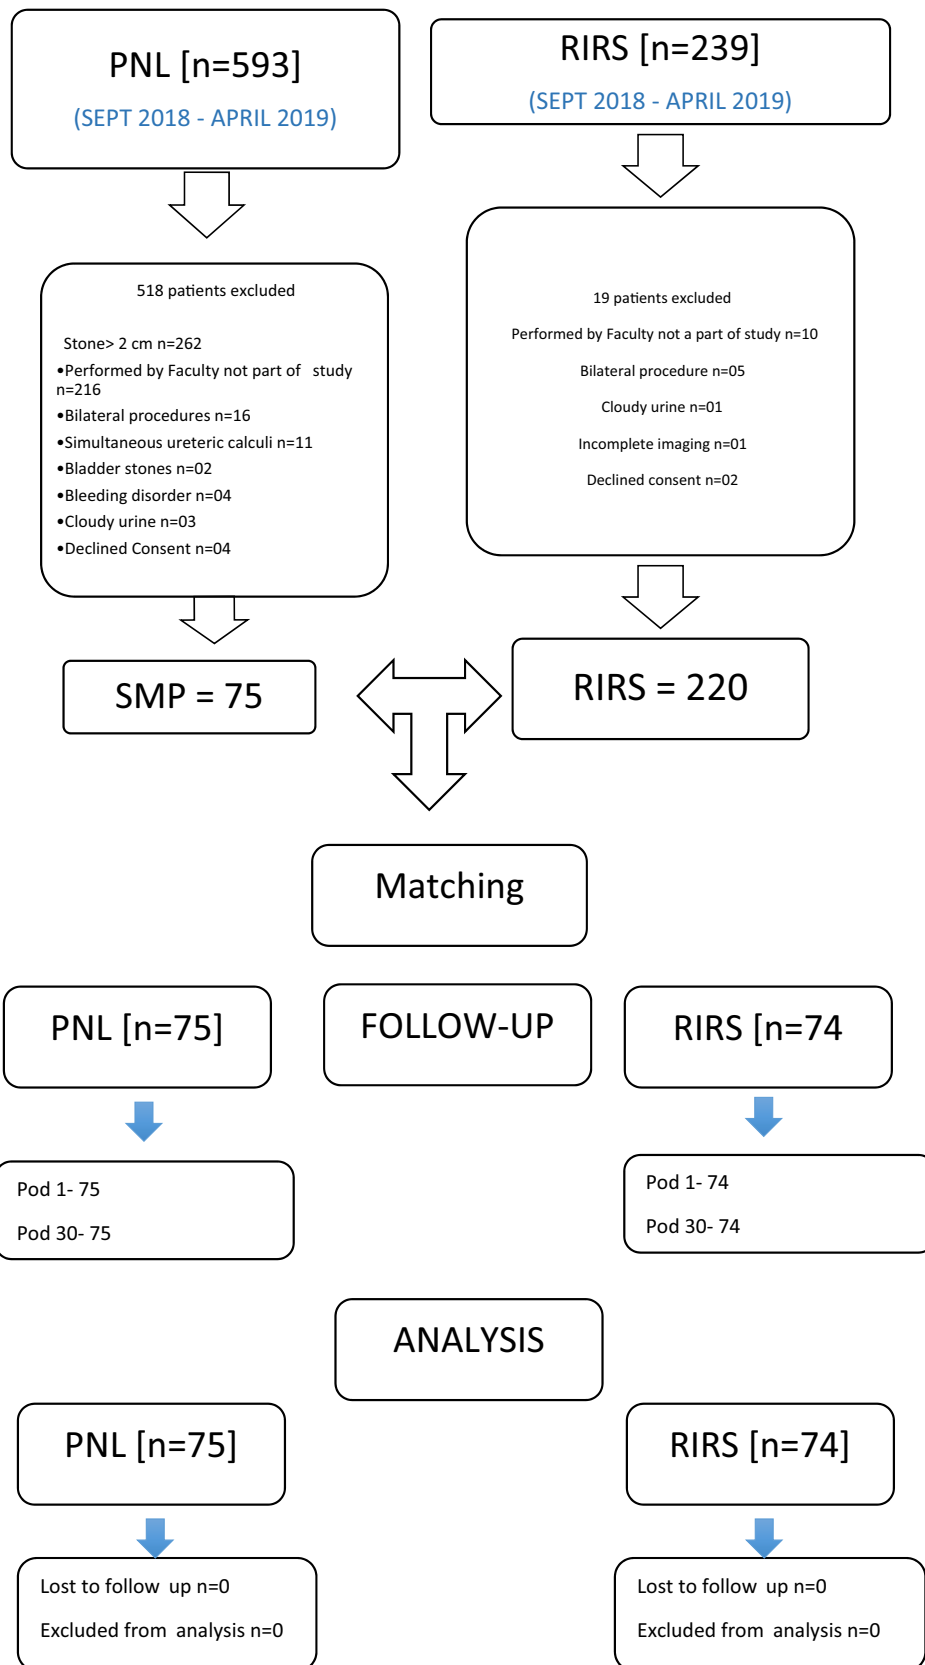 PNL [n=593]
(SEPT 2018 - APRIL 2019)
RIRS [n=239]
(SEPT 2018 - APRIL 2019)
518 patients excluded
Stone> 2 cm n=262
•Performed by Faculty not part of study
n=216
•Bilateral procedures n=16
•Simultaneous ureteric calculi n=11
•Bladder stones n=02
•Bleeding disorder n=04
•Cloudy urine n=03
•Declined Consent n=04
19 patients excluded
Performed by Faculty not a part of study n=10
Bilateral procedure n=05
Cloudy urine n=01
Incomplete imaging n=01
Declined consent n=02
SMP = 75
RIRS = 220
Matching
PNL [n=75]
FOLLOW-UP
RIRS [n=74
Pod 1- 75
Pod 30- 75
Pod 1- 74
Pod 30- 74
ANALYSIS
PNL [n=75]
RIRS [n=74]
Lost to follow up n=0
Excluded from analysis n=0
Lost to follow up n=0
Excluded from analysis n=0